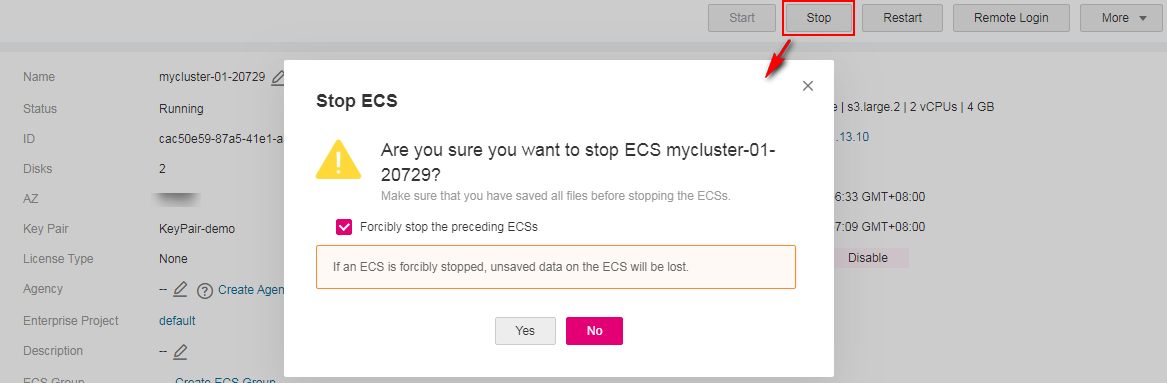 Start Stop Restart Remote Login More
Name mycluster-01-20729
Status Running
ID cac50e59-87a5-41e1-a
Disks 2
AZ
Key Pair KeyPair-demo
License Type None
Agency -- Create Agen
Enterprise Project default
Description --
ECS Group Create ECS Group
Stop ECS
Are you sure you want to stop ECS mycluster-01-
20729?
Make sure that you have saved all files before stopping the ECSs.
Forcibly stop the preceding ECSs
If an ECS is forcibly stopped, unsaved data on the ECS will be lost.
Yes No
| s3.large.2 | 2 vCPUs | 4 GB
.13.10
6:33 GMT+08:00
7:09 GMT+08:00
Disable